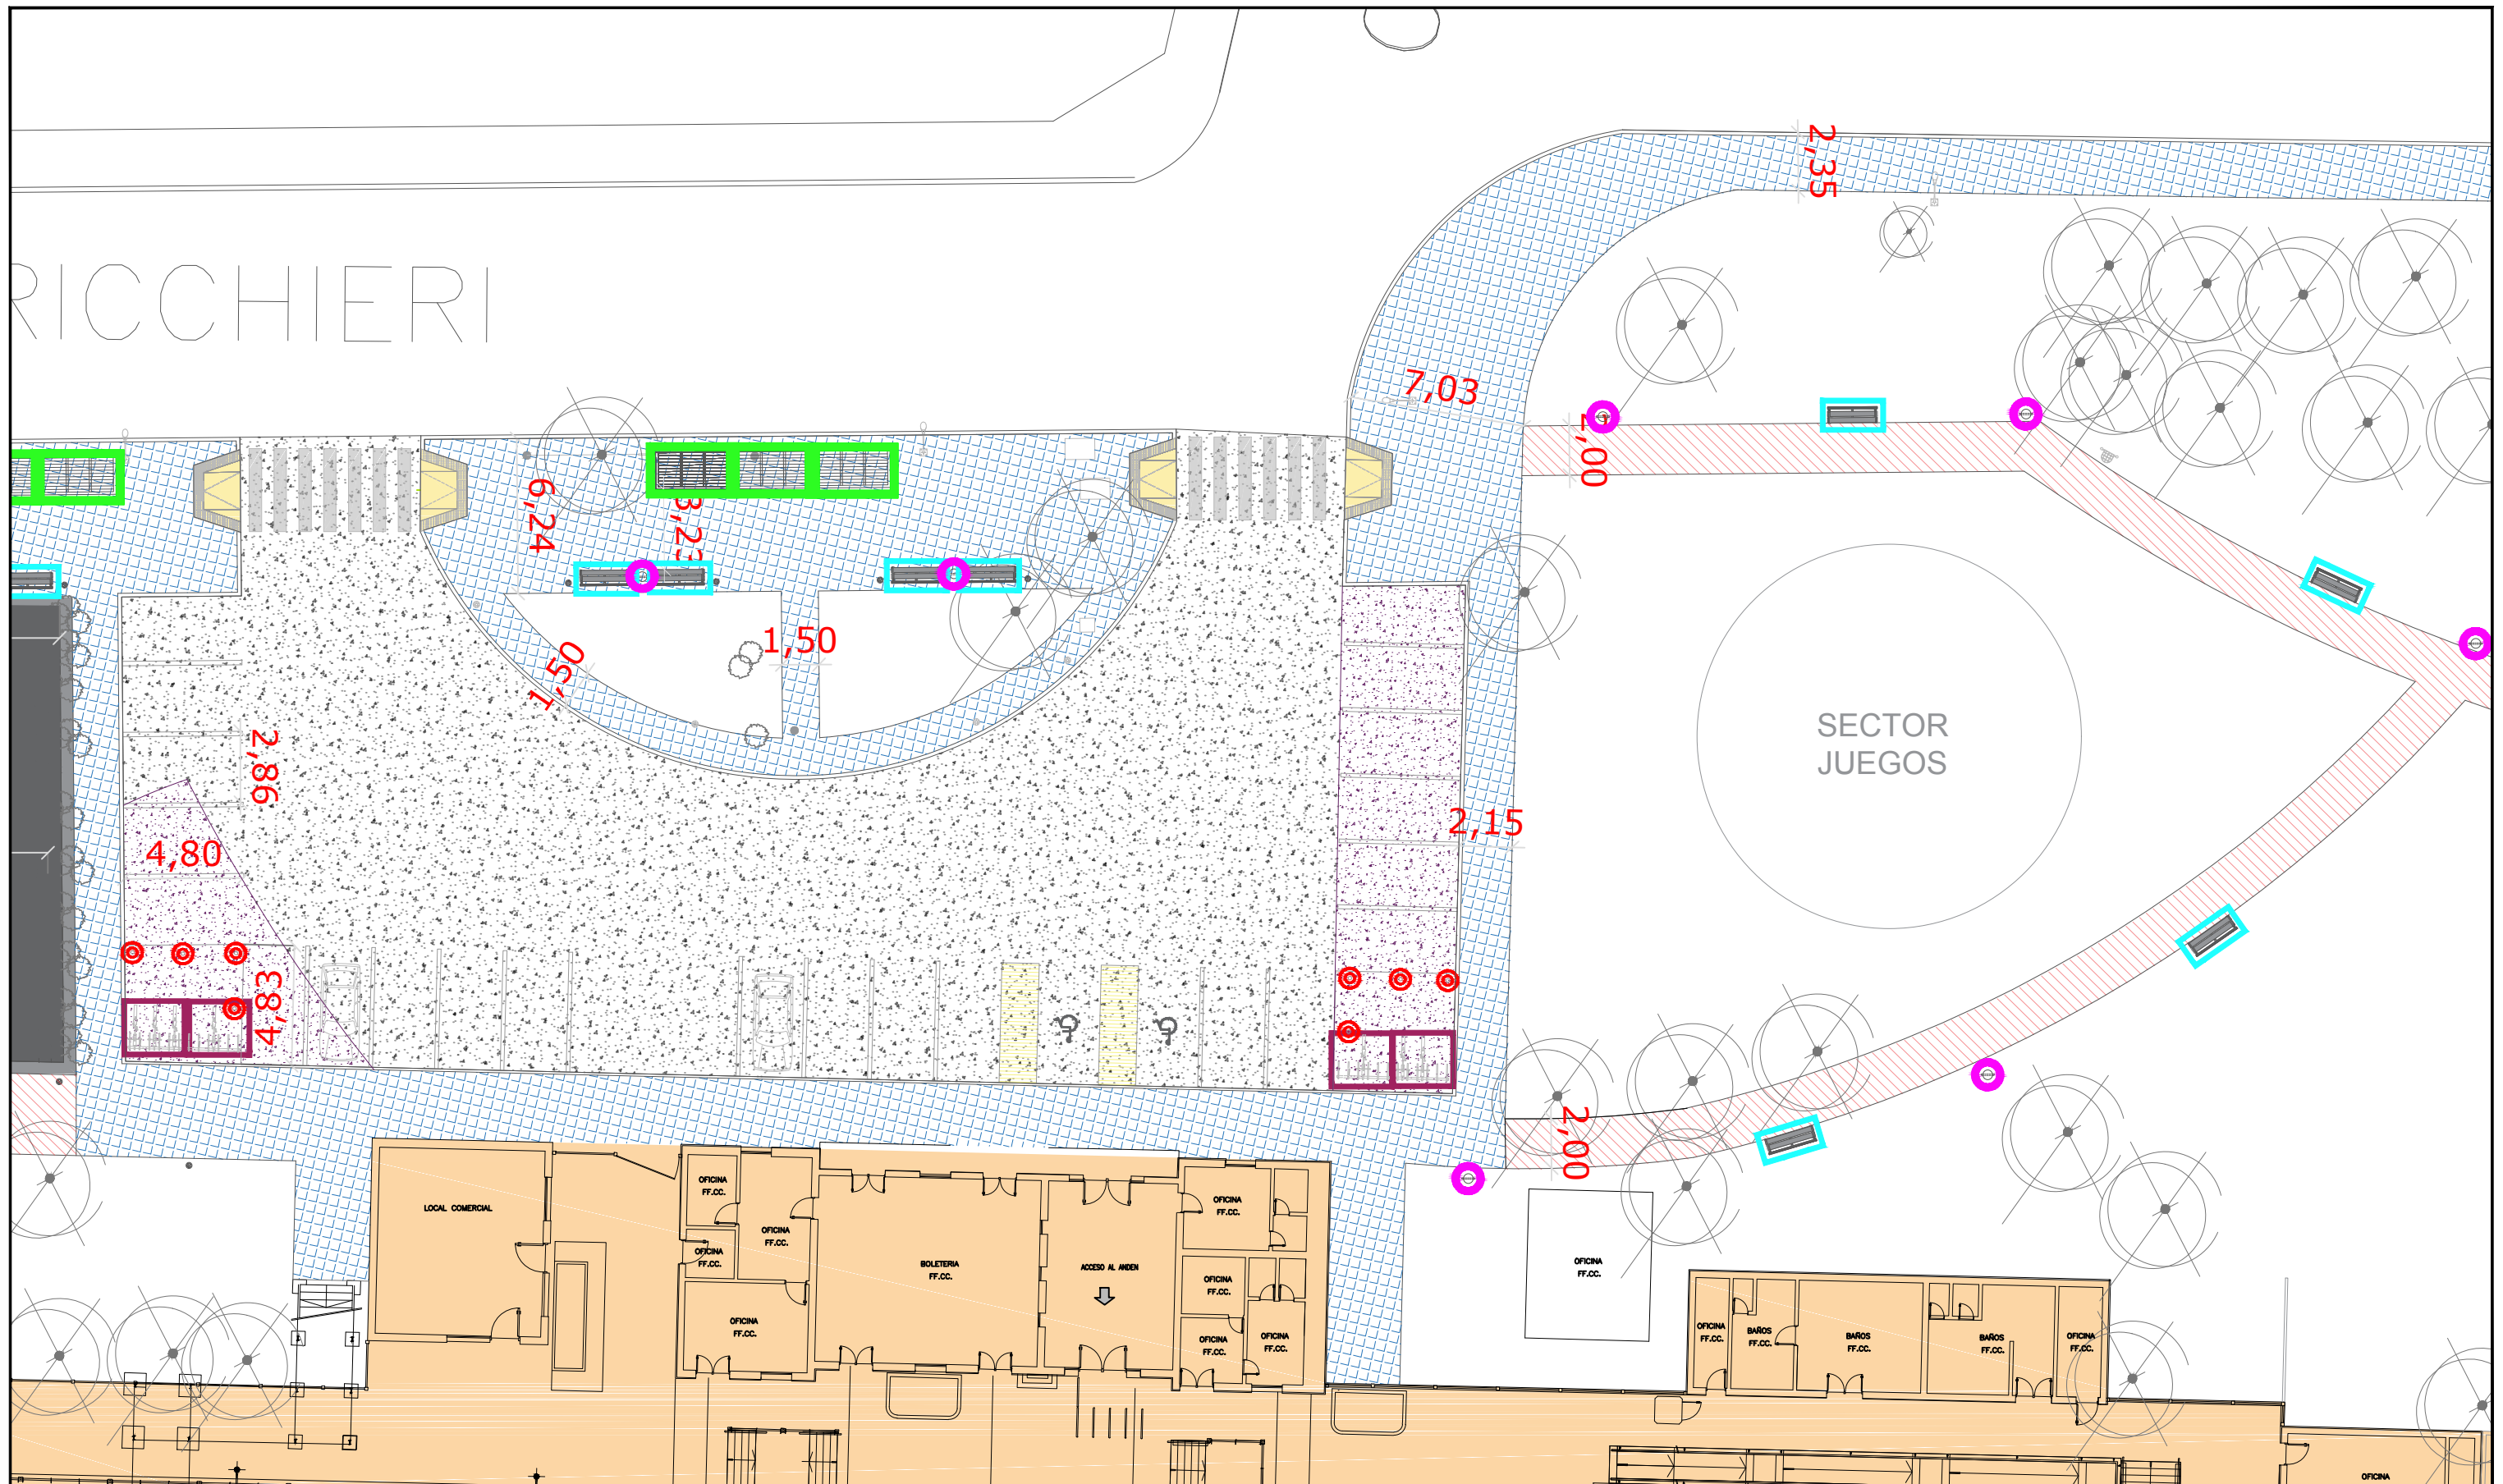 2,35
RICCHIERI
7,03
2,00
6,24
3,23
1,50
1,50
SECTOR
JUEGOS
2,86
2,15
4,80
4,83
2,00
LOCAL COMERCIAL
OFICINA
FF.CC.
OFICINA
FF.CC.
OFICINA
FF.CC.
OFICINA
FF.CC.
BOLETERIA
FF.CC.
ACCESO AL ANDEN
OFICINA
FF.CC.
OFICINA
FF.CC.
OFICINA
FF.CC.
OFICINA
FF.CC.
OFICINA
FF.CC.
OFICINA
FF.CC.
BAÑOS
FF.CC.
BAÑOS
FF.CC.
BAÑOS
FF.CC.
OFICINA
FF.CC.
OFICINA